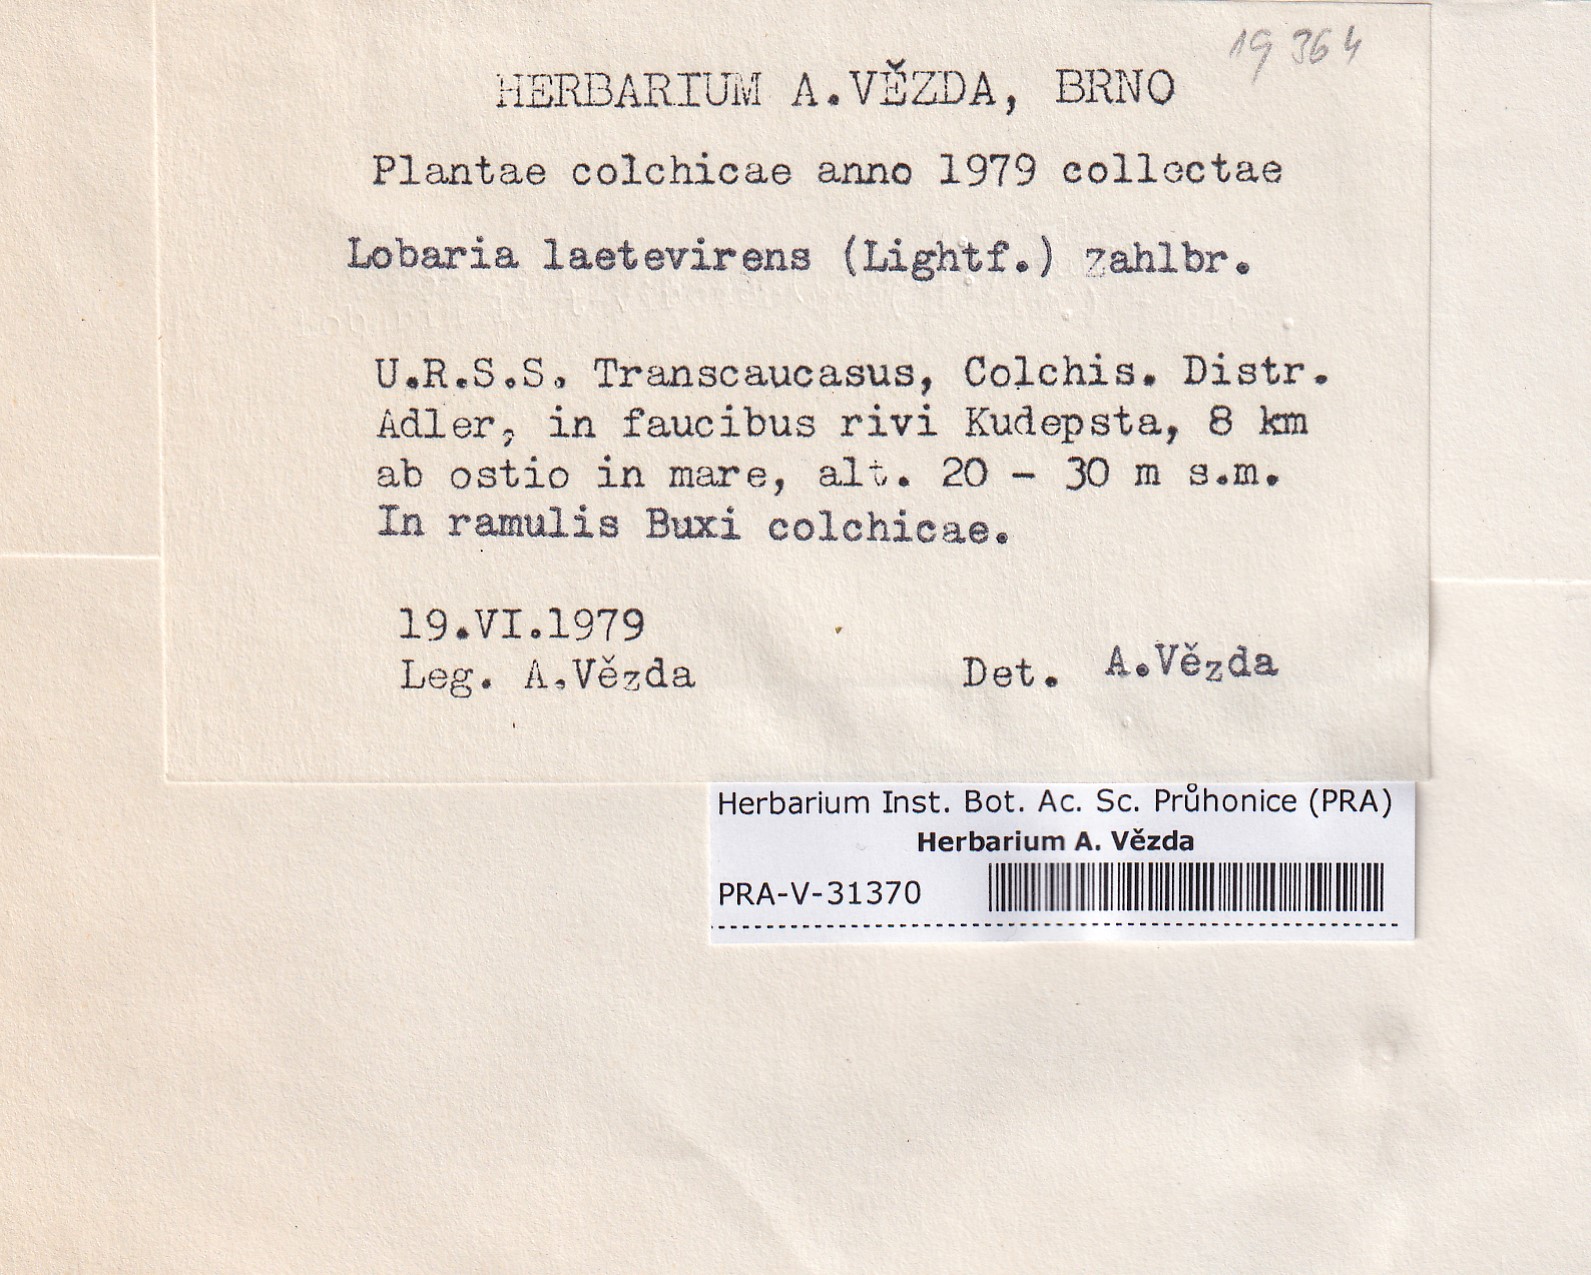 19 364
HERBARIUM A.VĚZDA, BRNO
Plantae colchicae anno 1979 collectae
Lobaria laetevirens (Lightf.) Zahlbr.
U.R.S.S. Transcaucasus, Colchis. Distr.
Adler, in faucibus rivi Kudepsta, 8 km
ab ostio in mare, alt. 20 - 30 m s.m.
In ramulis Buxi colchicae.
19.VI.1979
Leg. A.Vězda Det. A.Vězda
Herbarium Inst. Bot. Ac. Sc. Průhonice (PRA)
Herbarium A. Vězda
PRA-V-31370